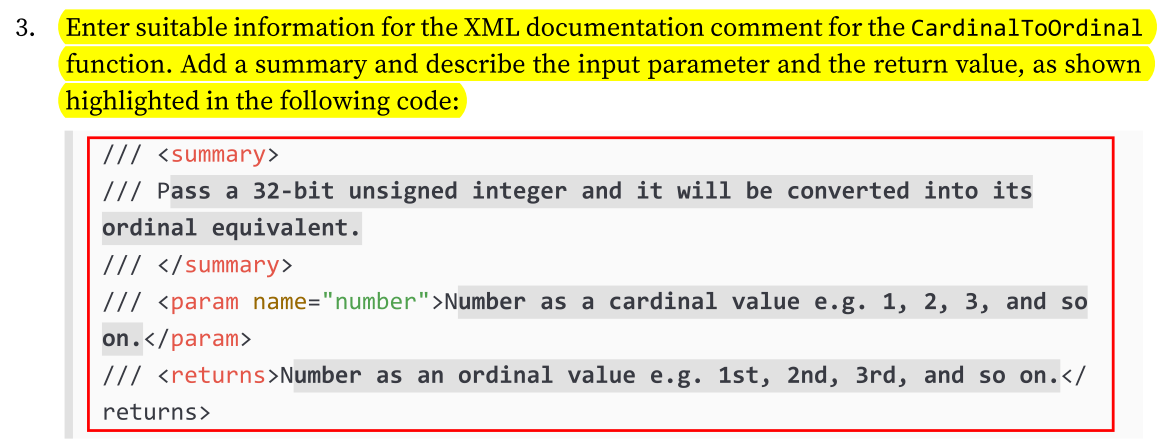 3. Enter suitable information for the XML documentation comment for the CardinalToOrdinal
function. Add a summary and describe the input parameter and the return value, as shown
highlighted in the following code:
/// <summary>
/// Pass a 32-bit unsigned integer and it will be converted into its
ordinal equivalent.
/// </summary>
/// <param name="number">Number as a cardinal value e.g. 1, 2, 3, and so
on.</param>
/// <returns>Number as an ordinal value e.g. 1st, 2nd, 3rd, and so on.</
returns>